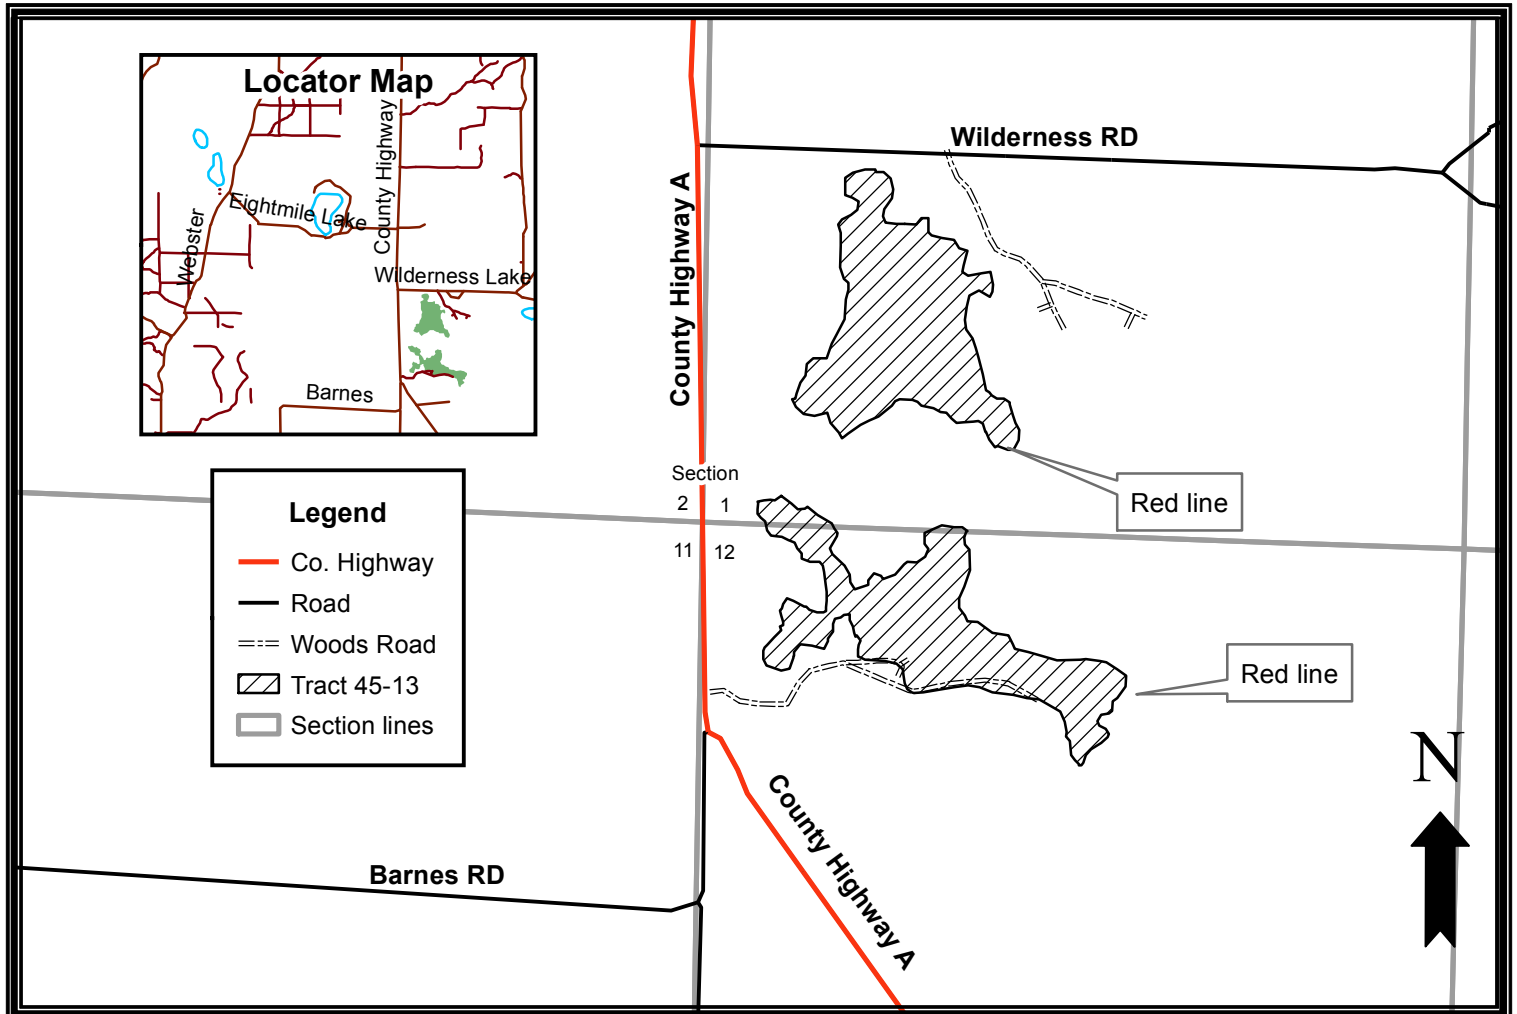 Locator Map
County Highway
Eightmile Lake
Webster
Wilderness Lake
Barnes
Wilderness RD
County Highway A
Section
2
1
11
12
Red line
Red line
Legend
Co. Highway
Road
Woods Road
Tract 45-13
Section lines
N
Barnes RD
County Highway A